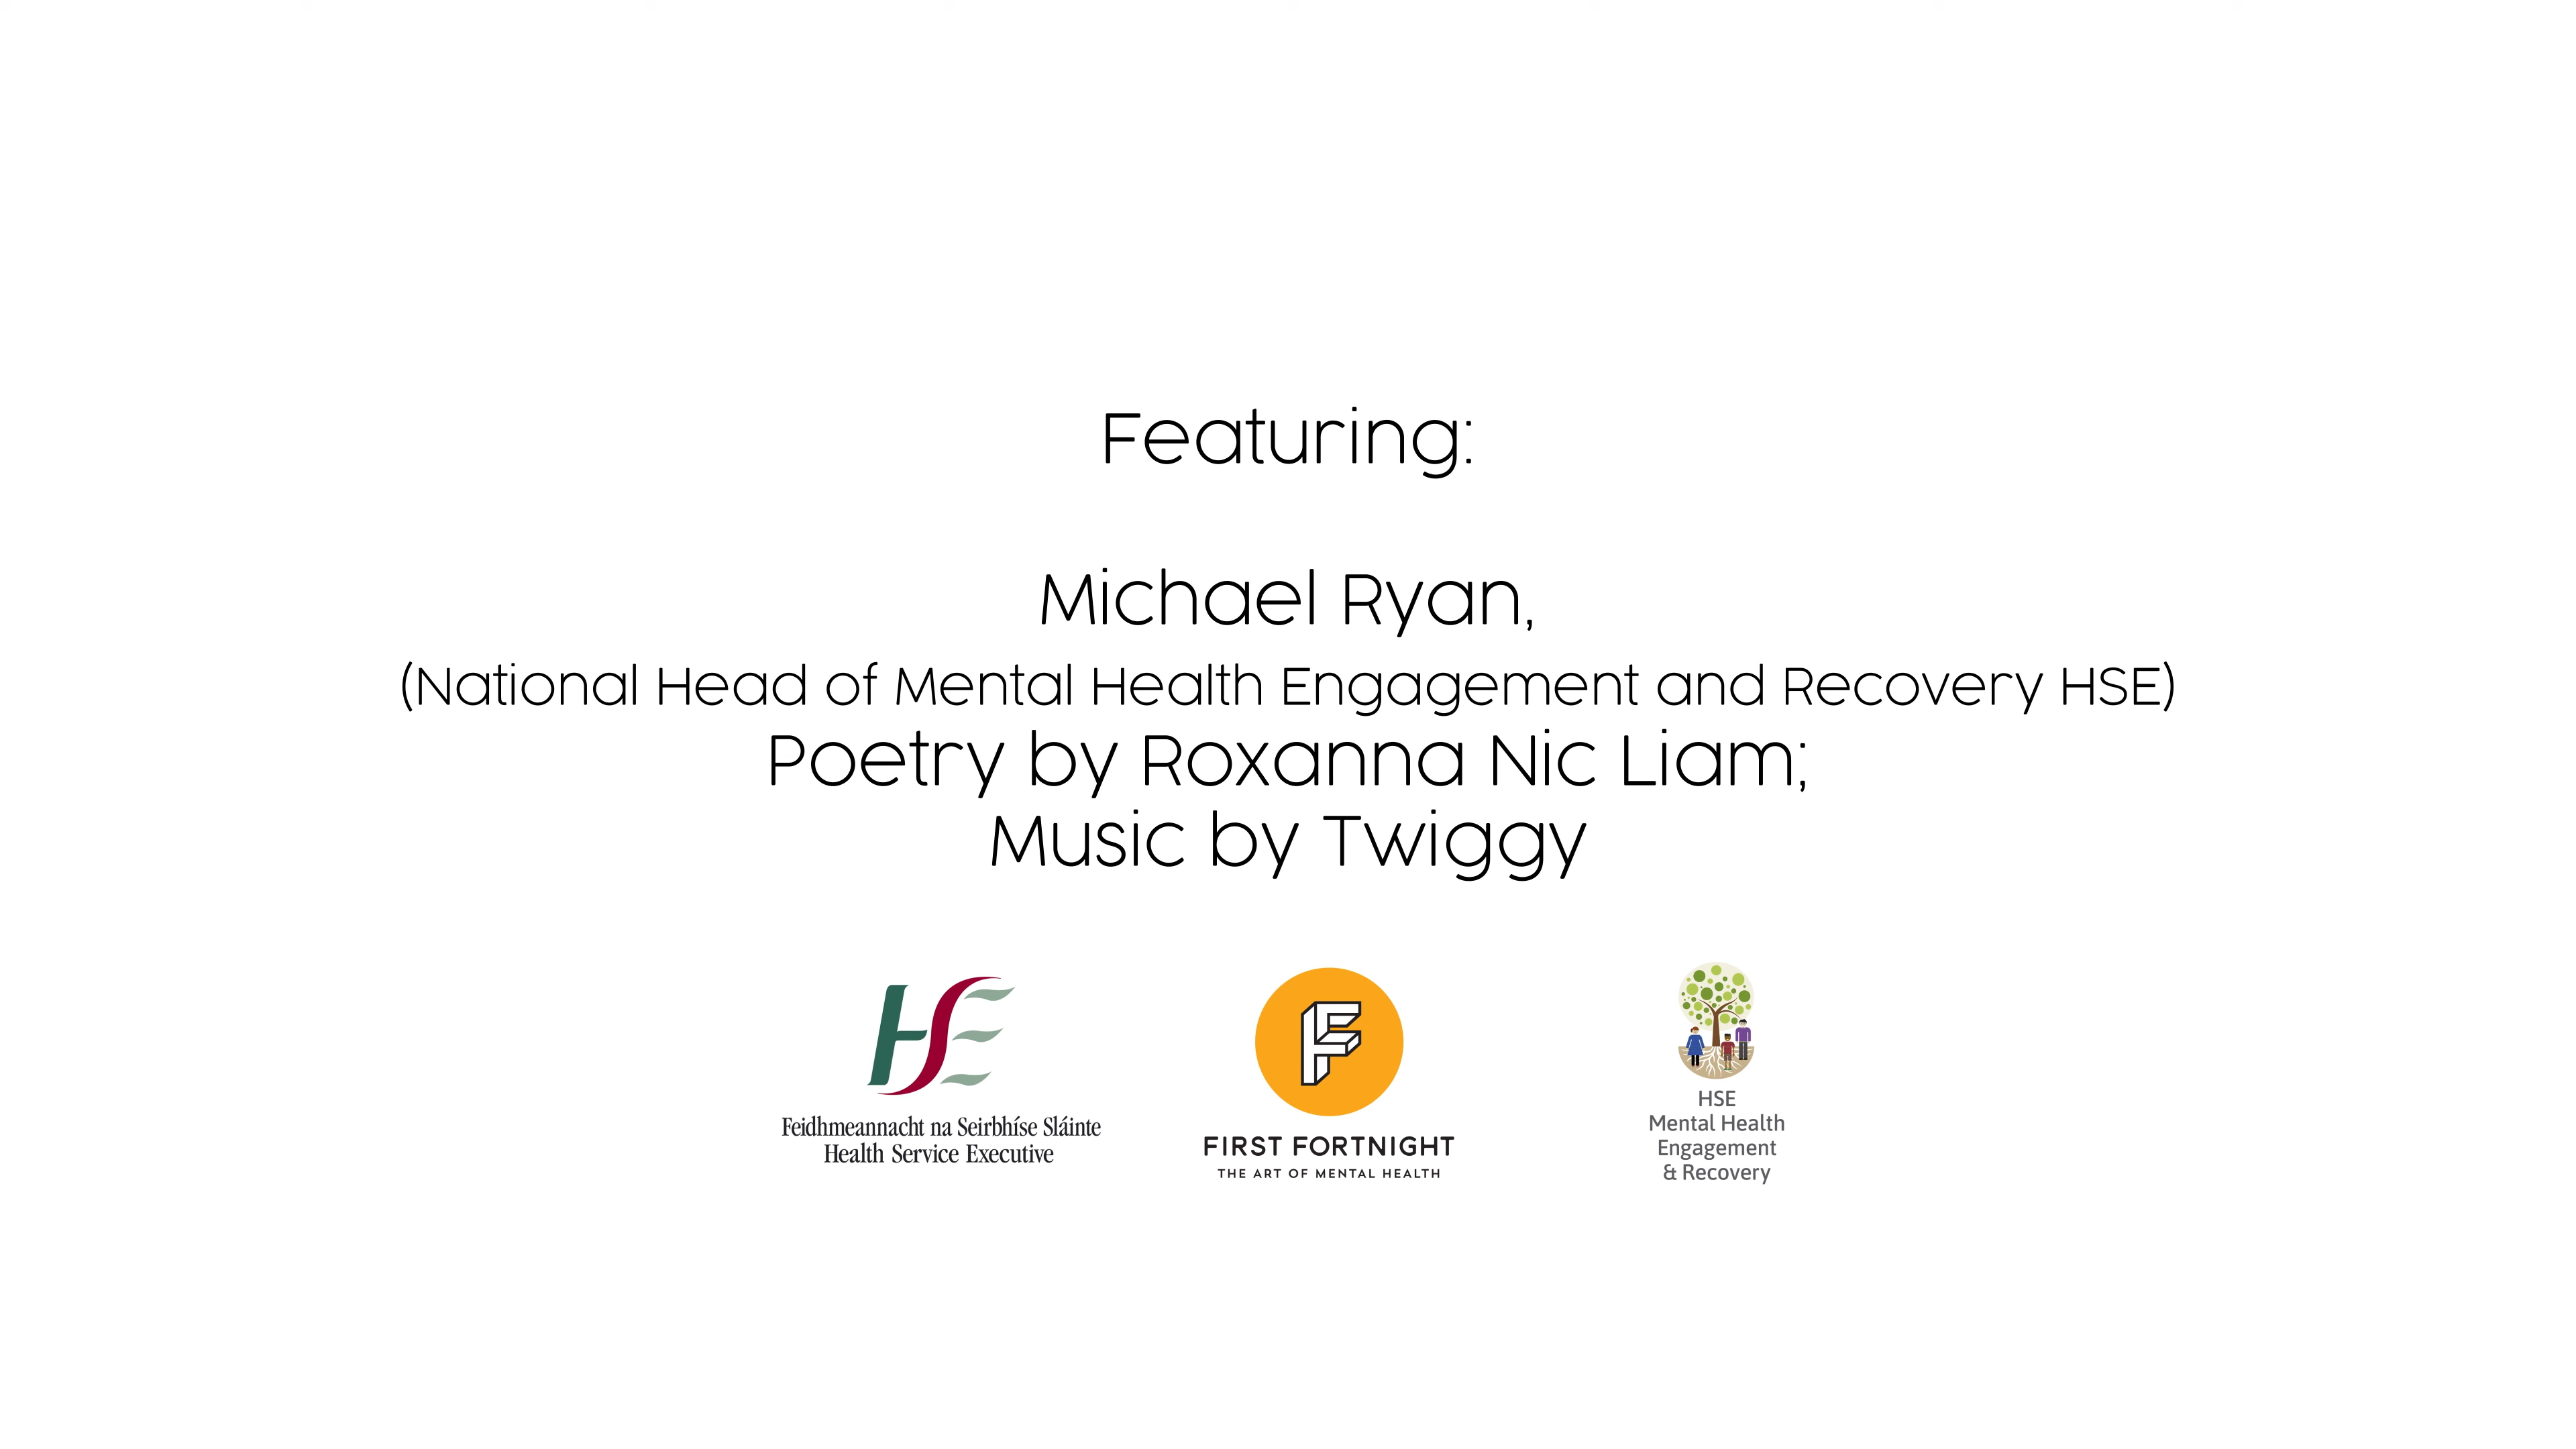 Featuring:
Michael Ryan,
(National Head of Mental Health Engagement and Recovery HSE)
Poetry by Roxanna Nic Liam;
Music by Twiggy
HSE
Feidhmeannacht na Seirbhíse Sláinte
Health Service Executive
F
FIRST FORTNIGHT
THE ART OF MENTAL HEALTH
HSE
Mental Health
Engagement
& Recovery